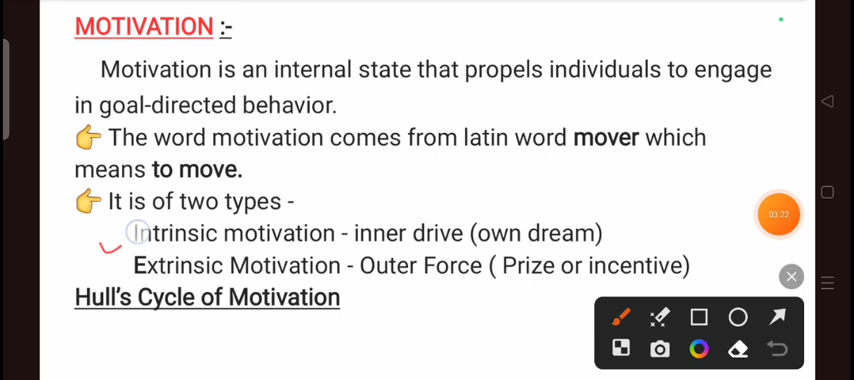 MOTIVATION :-
Motivation is an internal state that propels individuals to engage
in goal-directed behavior.
👉 The word motivation comes from latin word mover which
means to move.
👉 It is of two types -
Intrinsic motivation - inner drive (own dream)
Extrinsic Motivation - Outer Force ( Prize or incentive)
Hull's Cycle of Motivation
03:22